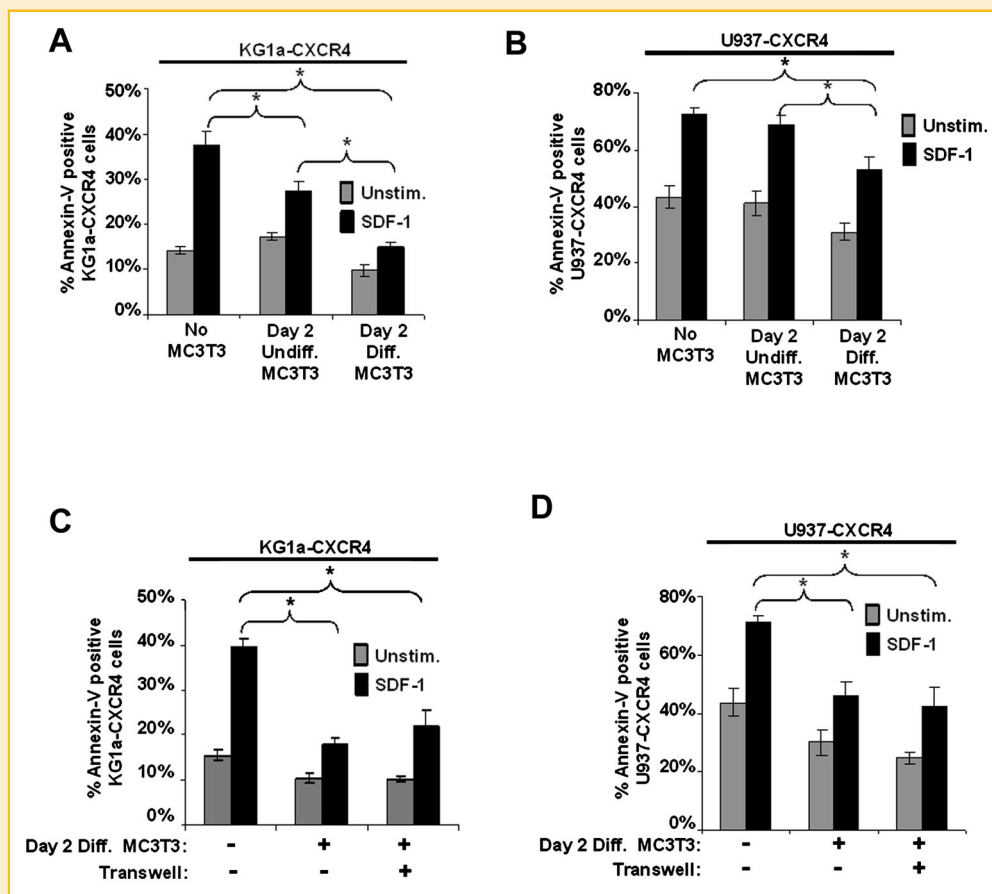 A
KG1a-CXCR4
% Annexin-V positive
KG1a-CXCR4 cells
50%
40%
30%
20%
10%
0%
*
*
*
Unstim.
SDF-1
No
MC3T3
Day 2
Undiff.
MC3T3
Day 2
Diff.
MC3T3
B
U937-CXCR4
% Annexin-V positive
U937-CXCR4 cells
80%
60%
40%
20%
0%
*
*
Unstim.
SDF-1
No
MC3T3
Day 2
Undiff.
MC3T3
Day 2
Diff.
MC3T3
C
KG1a-CXCR4
% Annexin-V positive
KG1a-CXCR4 cells
50%
40%
30%
20%
10%
0%
*
*
Unstim.
SDF-1
Day 2 Diff. MC3T3: - + +
Transwell: - - +
D
U937-CXCR4
% Annexin-V positive
U937-CXCR4 cells
80%
60%
40%
20%
80%
*
*
Unstim.
SDF-1
Day 2 Diff. MC3T3: - + +
Transwell: - - +